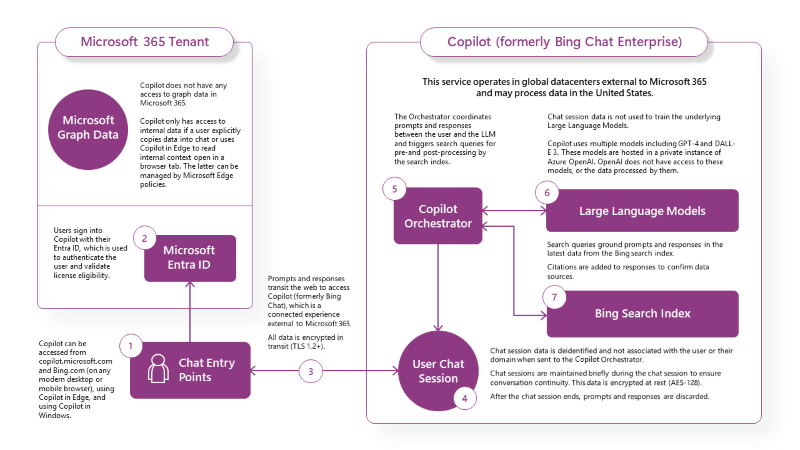 Microsoft 365 Tenant
Copilot (formerly Bing Chat Enterprise)
Microsoft
Graph Data
Copilot does not have any
access to graph data in
Microsoft 365.
Copilot only has access to
internal data if a user explicitly
copies data into chat or uses
Copilot in Edge to read
internal context open in a
browser tab. The latter can be
managed by Microsoft Edge
policies.
Users sign into
Copilot with their
Entra ID, which is used
to authenticate the
user and validate
license eligibility.
2
Microsoft
Entra ID
Copilot can be
accessed from
copilot.microsoft.com
and Bing.com (on any
modern desktop or
mobile browser), using
Copilot in Edge, and
using Copilot in
Windows.
1
Chat Entry
Points
Prompts and responses
transit the web to access
Copilot (formerly Bing
Chat), which is a
connected experience
external to Microsoft 365.
All data is encrypted in
transit (TLS 1.2+).
3
This service operates in global datacenters external to Microsoft 365
and may process data in the United States.
The Orchestrator coordinates
prompts and responses
between the user and the LLM
and triggers search queries for
pre-and post-processing by
the search index.
5
Copilot
Orchestrator
Chat session data is not used to train the underlying
Large Language Models.
Copilot uses multiple models including GPT-4 and DALL-
E 3. These models are hosted in a private instance of
Azure OpenAI. OpenAI does not have access to these
models, or the data processed by them.
6
Large Language Models
Search queries ground prompts and responses in the
latest data from the Bing search index.
Citations are added to responses to confirm data
sources.
7
Bing Search Index
User Chat
Session
4
Chat session data is deidentified and not associated with the user or their
domain when sent to the Copilot Orchestrator.
Chat sessions are maintained briefly during the chat session to ensure
conversation continuity. This data is encrypted at rest (AES-128).
After the chat session ends, prompts and responses are discarded.